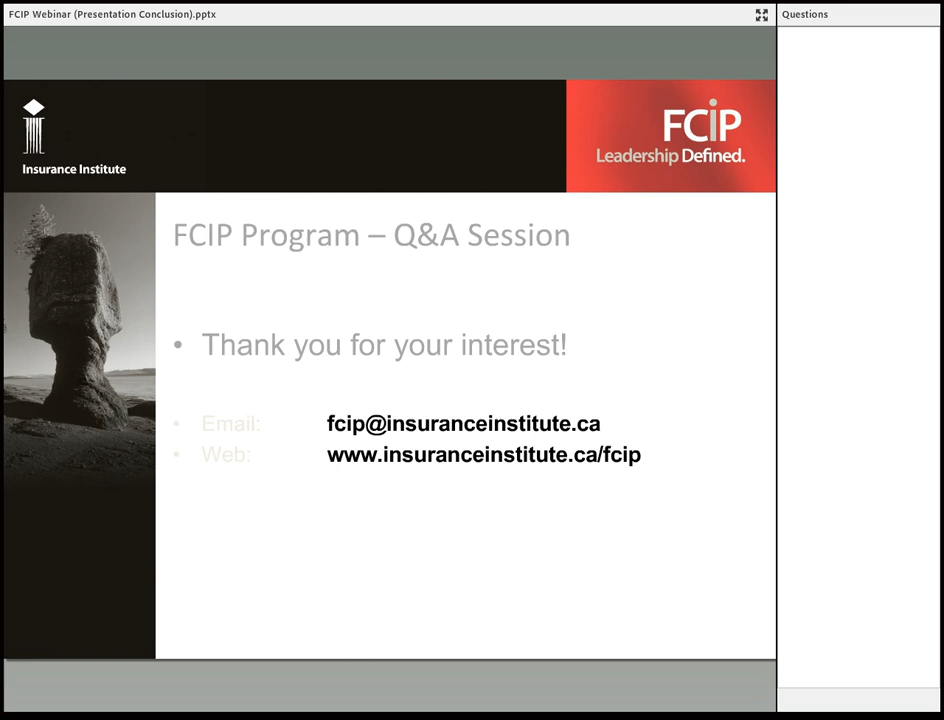 FCIP Webinar (Presentation Conclusion).pptx
Questions
Insurance Institute
FCiP
Leadership Defined.
FCIP Program – Q&A Session
• Thank you for your interest!
• Email: fcip@insuranceinstitute.ca
• Web: www.insuranceinstitute.ca/fcip